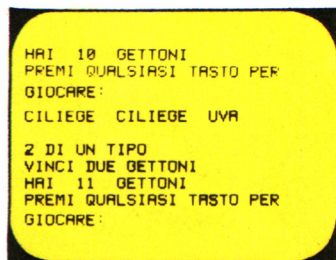 HAI 10 GETTONI
PREMI QUALSIASI TASTO PER
GIOCARE:
CILIEGE CILIEGE UVA
2 DI UN TIPO
VINCI DUE GETTONI
HAI 11 GETTONI
PREMI QUALSIASI TASTO PER
GIOCARE: